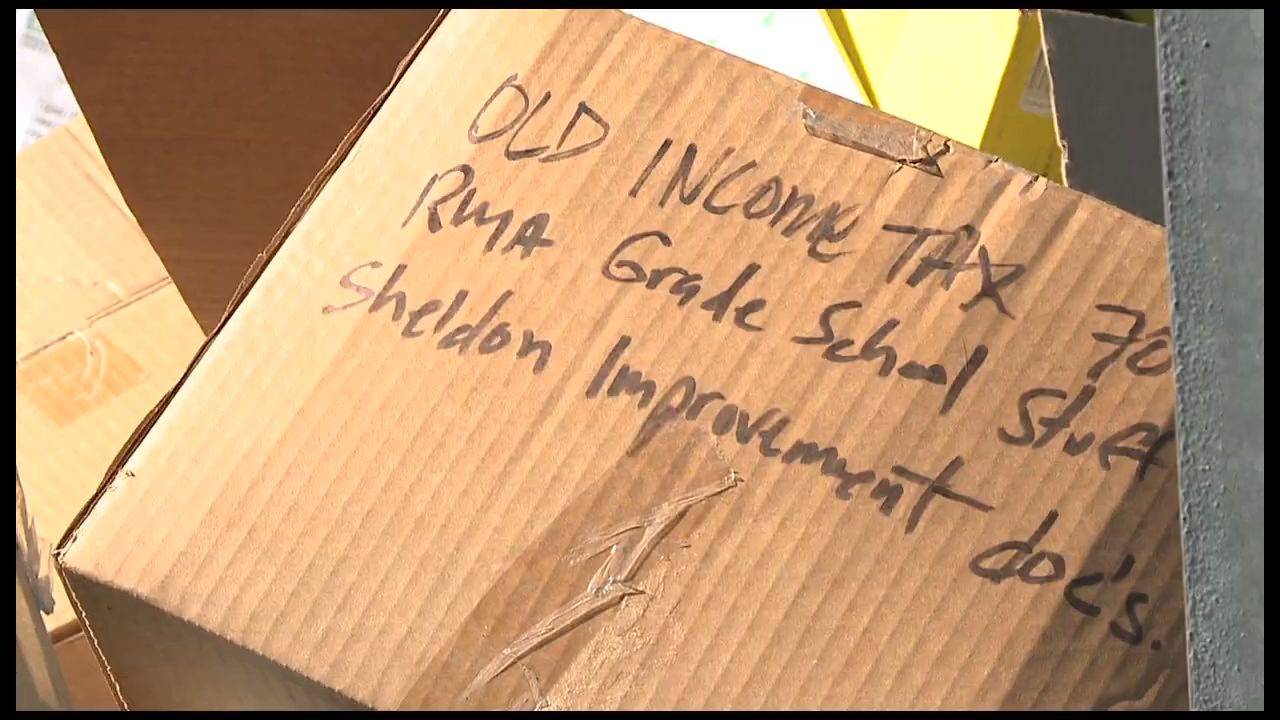 OLD INCOME TAX 70
RMA Grade School Stuff
Sheldon Improvement doc's.